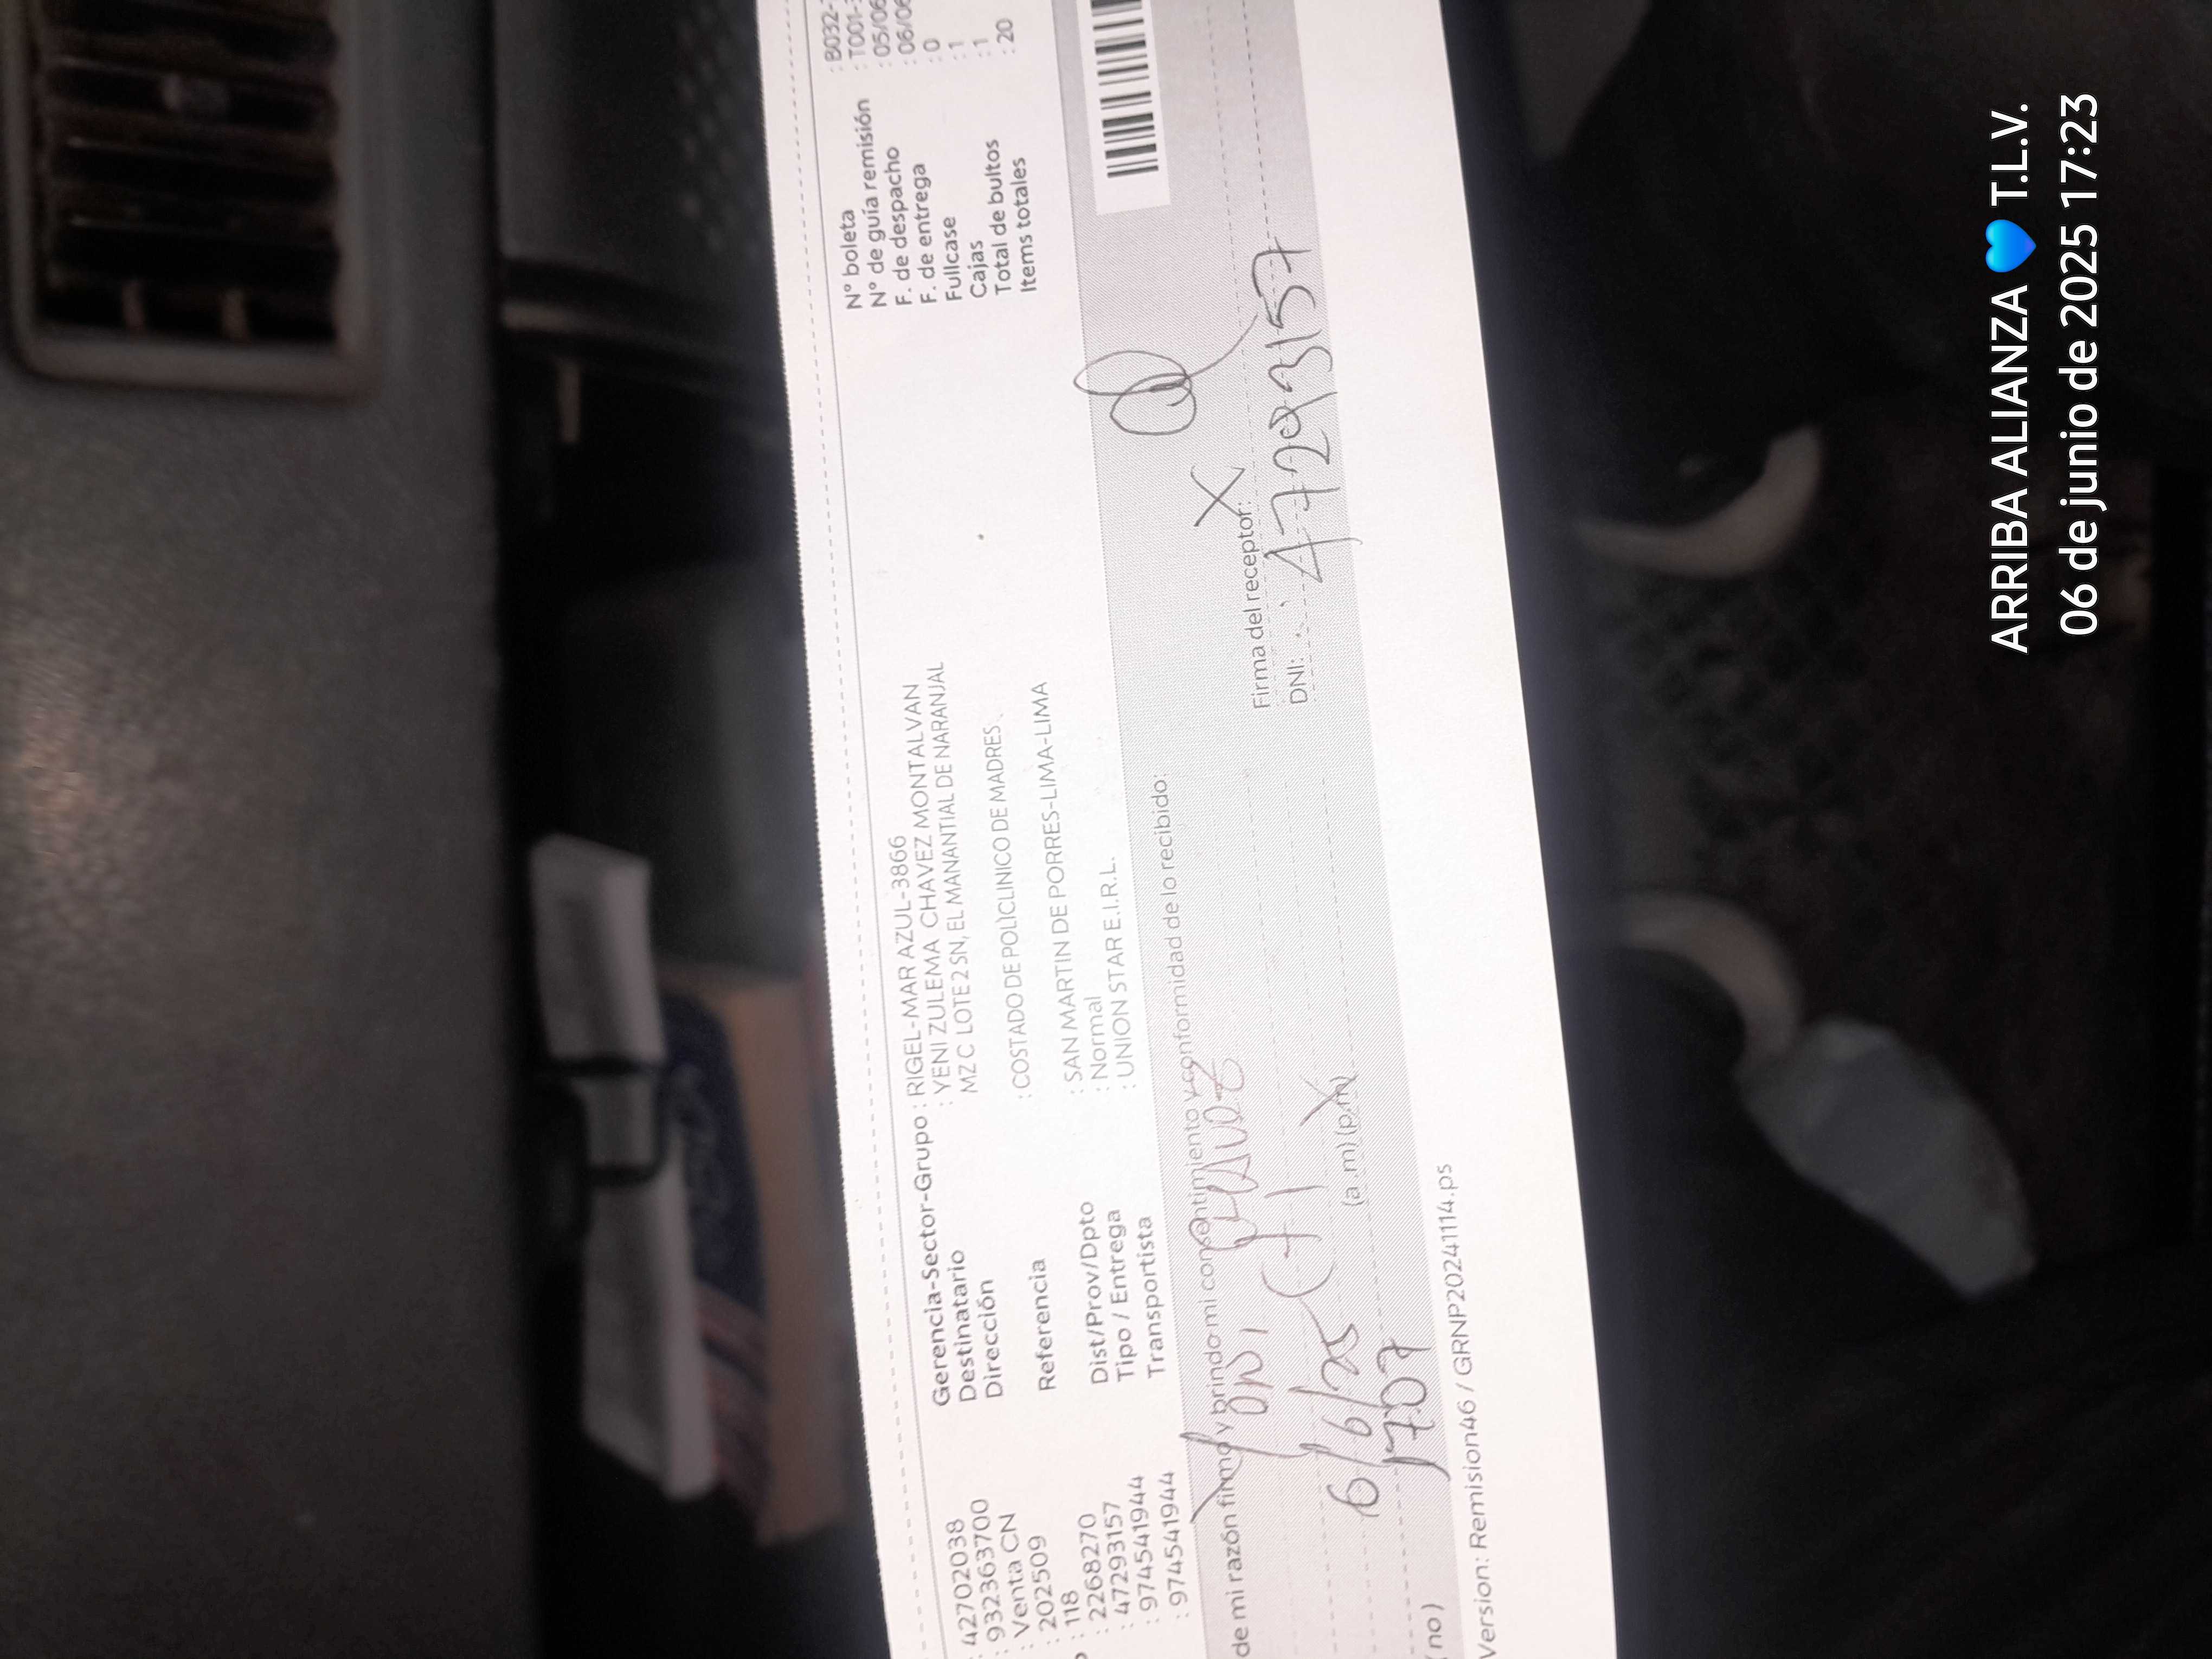 : 42702038
: 932363700
: Venta CN
: 202509
: 118
: 2268270
: 47293157
: 974541944
: 974541944
Gerencia-Sector-Grupo : RIGEL-MAR AZUL-3866
Destinatario : YENI ZULEMA CHAVEZ MONTALVAN
Dirección MZ C LOTE 2 SN, EL MANANTIAL DE NARANJAL
Referencia : COSTADO DE POLICLINICO DE MADRES .
Dist/Prov/Dpto : SAN MARTIN DE PORRES-LIMA-LIMA
Tipo / Entrega : Normal
Transportista : UNION STAR E.I.R.L.
N° boleta : B032-
N° de guía remisión : T001-
F. de despacho : 05/06
F. de entrega : 06/06
Fullcase : 0
Cajas : 1
Total de bultos : 1
Items totales : 20
de mi razón firmo y brindo mi consentimiento y conformidad de lo recibido:
6/6/25 (T)
1707
(a.m) (p.m)
Firma del receptor: X
DNI: 47293157
(no)
Version: Remision46 / GRNP20241114.ps
ARRIBA ALIANZA 💙 T.L.V.
06 de junio de 2025 17:23